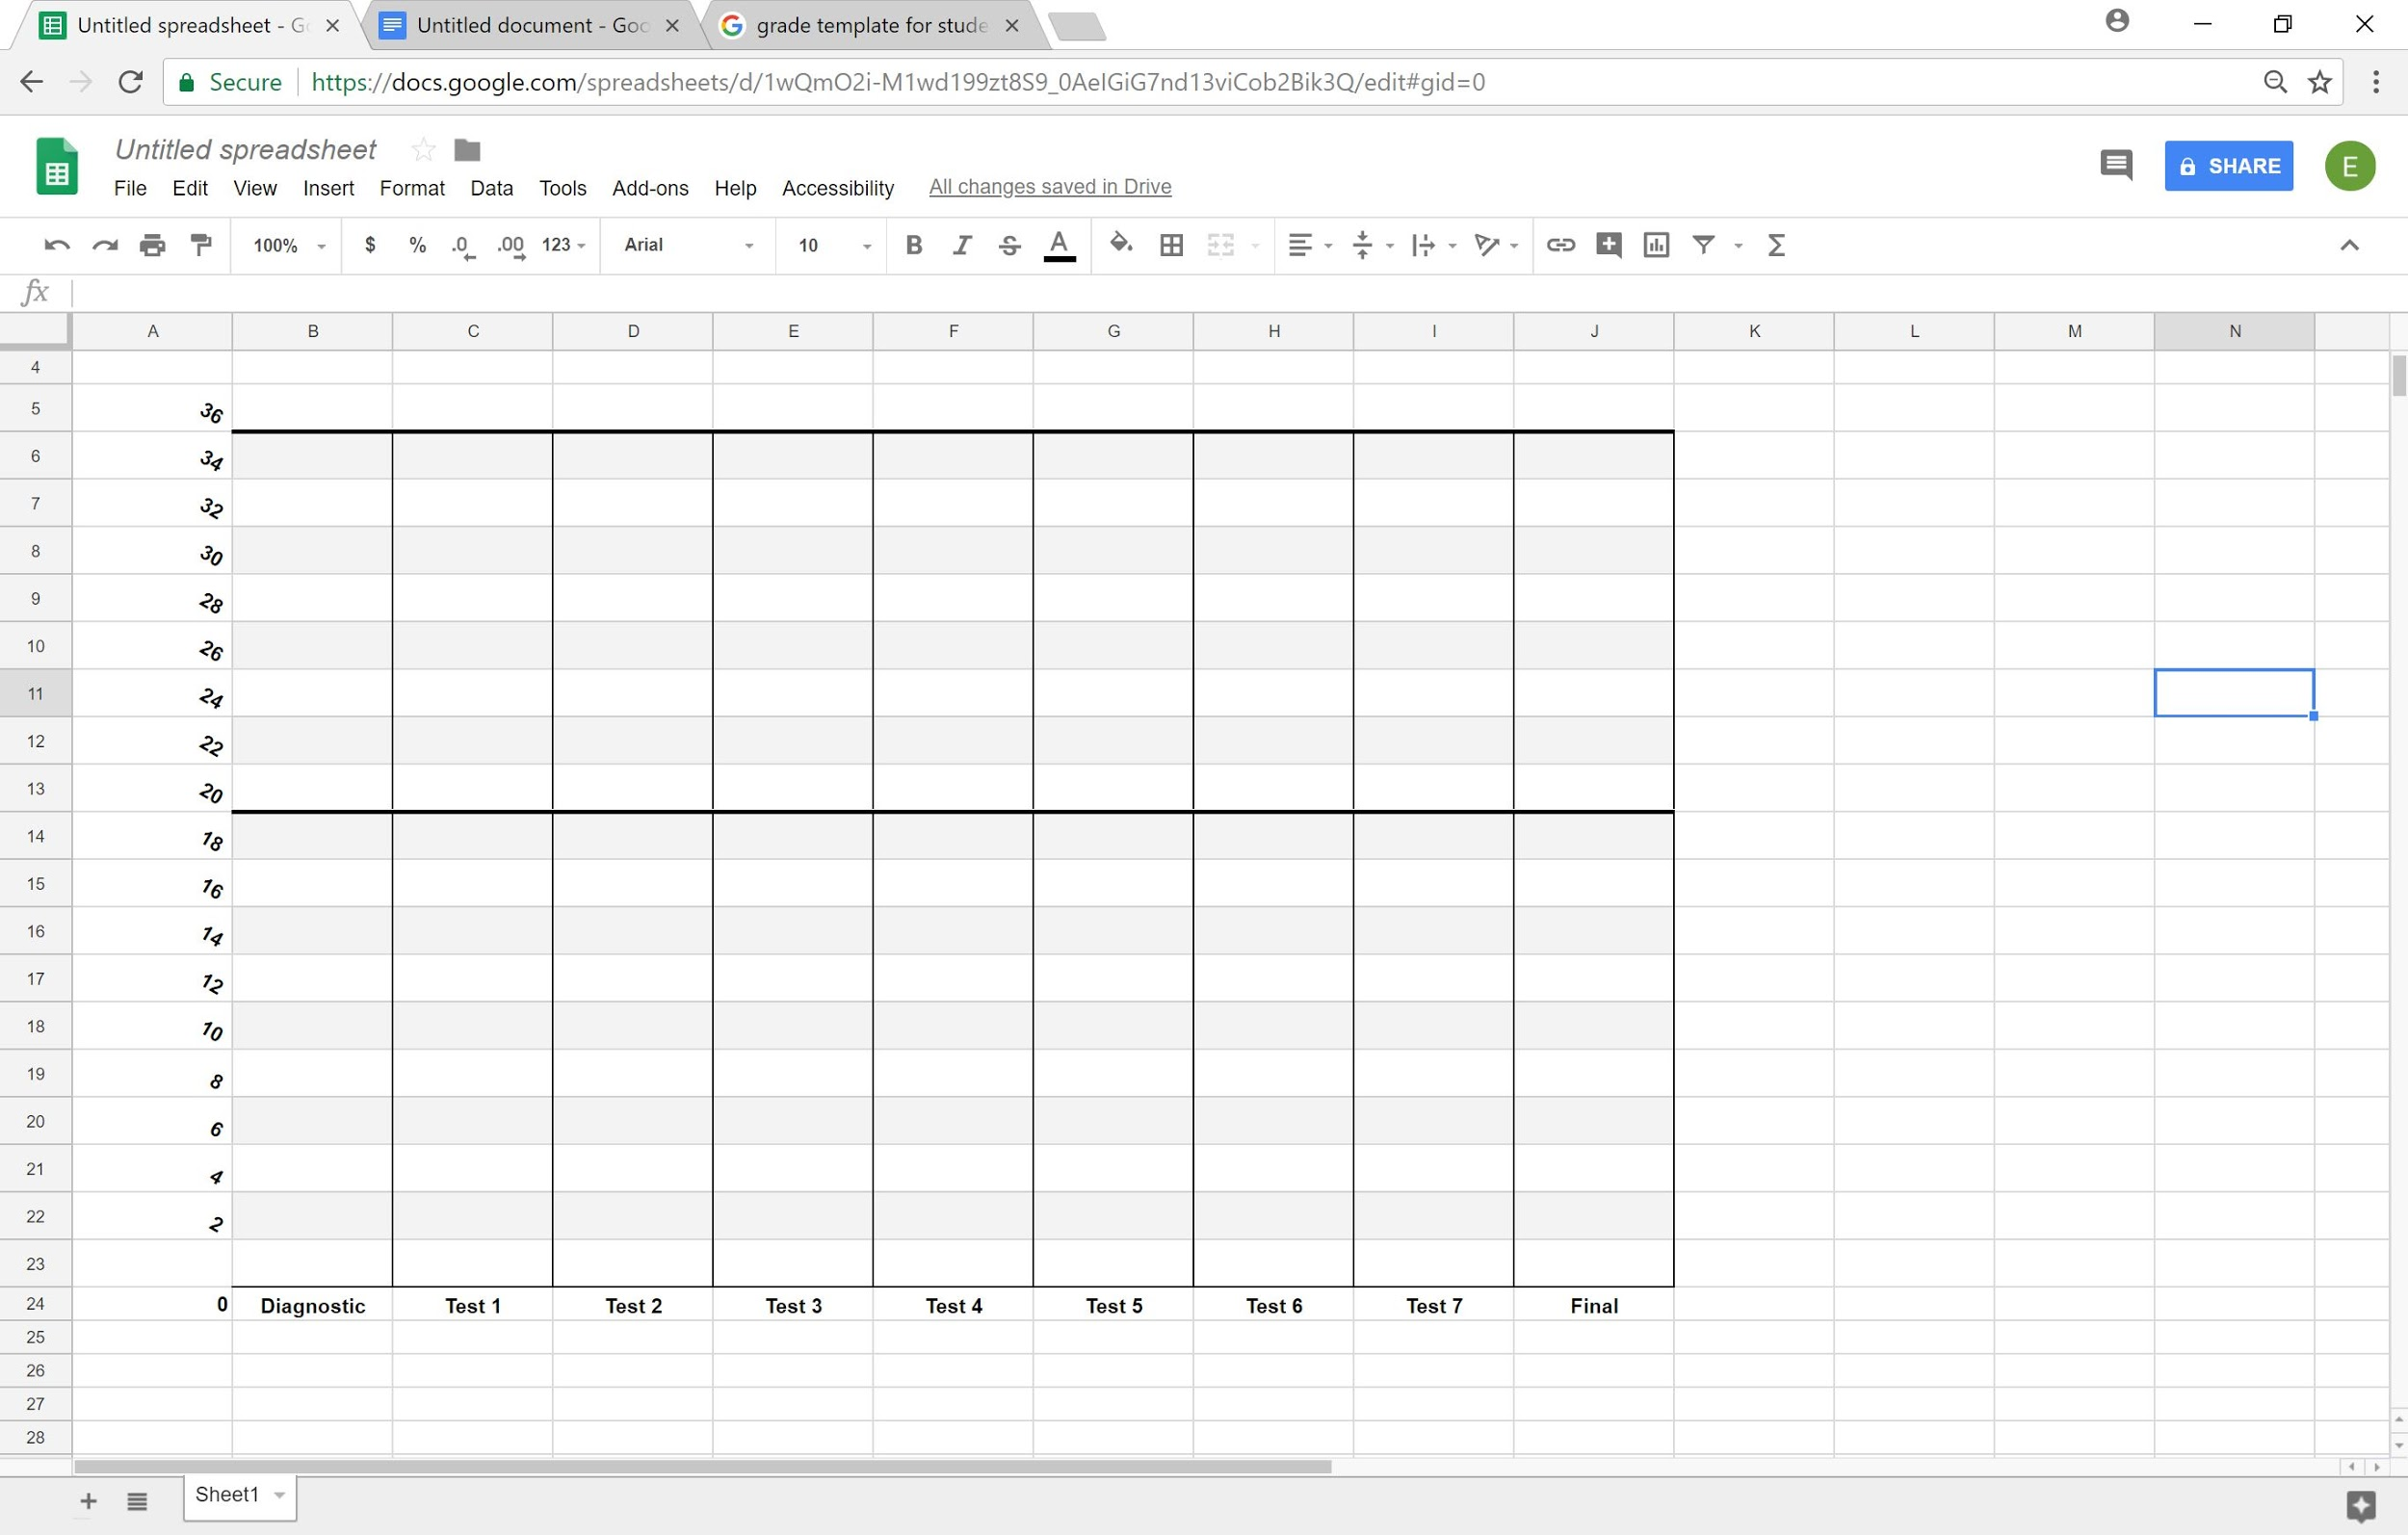 Untitled spreadsheet - G
Untitled document - Goo
grade template for stude
Secure https://docs.google.com/spreadsheets/d/1wQmO2i-M1wd199zt8S9_0AeIGiG7nd13viCob2Bik3Q/edit#gid=0
Untitled spreadsheet
SHARE
E
File Edit View Insert Format Data Tools Add-ons Help Accessibility All changes saved in Drive
100% $ % .0 .00 123 Arial 10 B I S A Σ
fx
A B C D E F G H I J K L M N
4
5 36
6 34
7 32
8 30
9 28
10 26
11 24
12 22
13 20
14 18
15 16
16 14
17 12
18 10
19 8
20 6
21 4
22 2
23
24 0 Diagnostic Test 1 Test 2 Test 3 Test 4 Test 5 Test 6 Test 7 Final
25
26
27
28
Sheet1